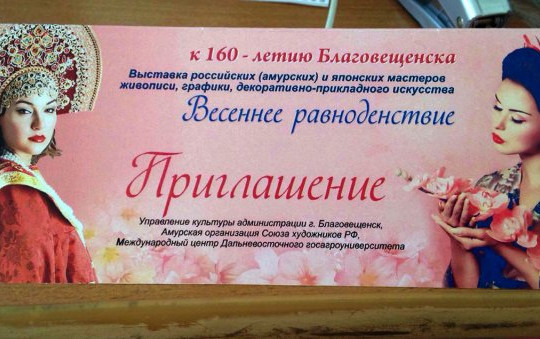 к 160 - летию Благовещенска
Выставка российских (амурских) и японских мастеров
живописи, графики, декоративно-прикладного искусства
Весеннее равноденствие
Приглашение
Управление культуры администрации г. Благовещенск,
Амурская организация Союза художников РФ,
Международный центр Дальневосточного госагроуниверситета